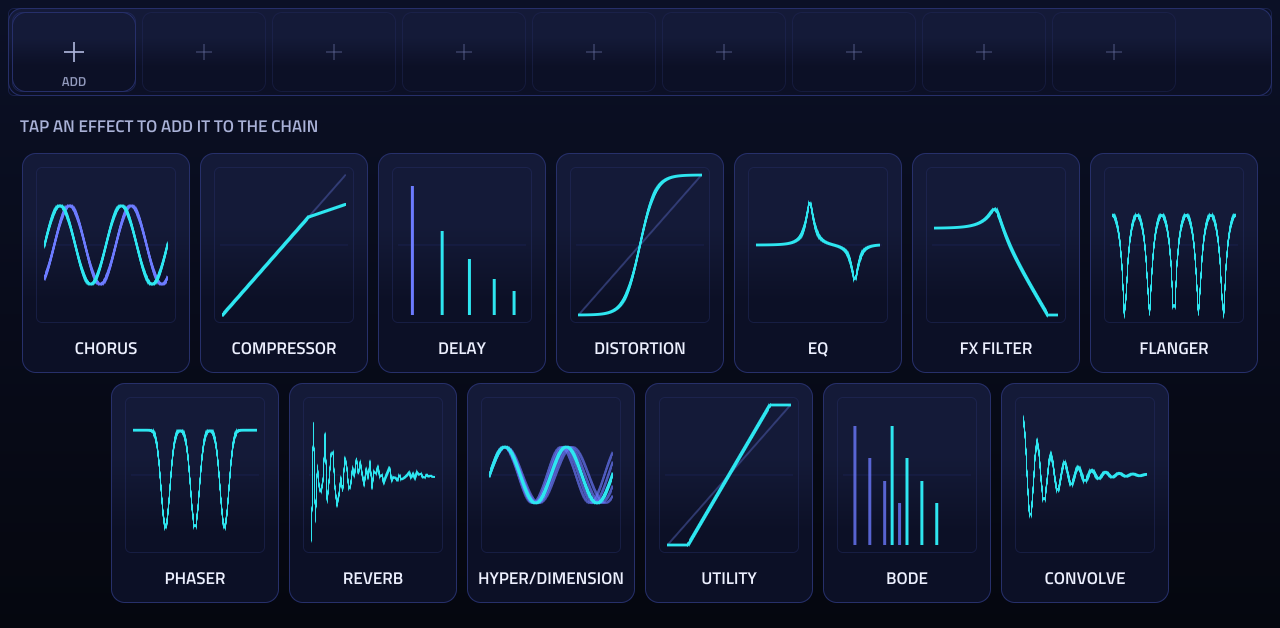 ADD
TAP AN EFFECT TO ADD IT TO THE CHAIN
CHORUS
COMPRESSOR
DELAY
DISTORTION
EQ
FX FILTER
FLANGER
PHASER
REVERB
HYPER/DIMENSION
UTILITY
BODE
CONVOLVE